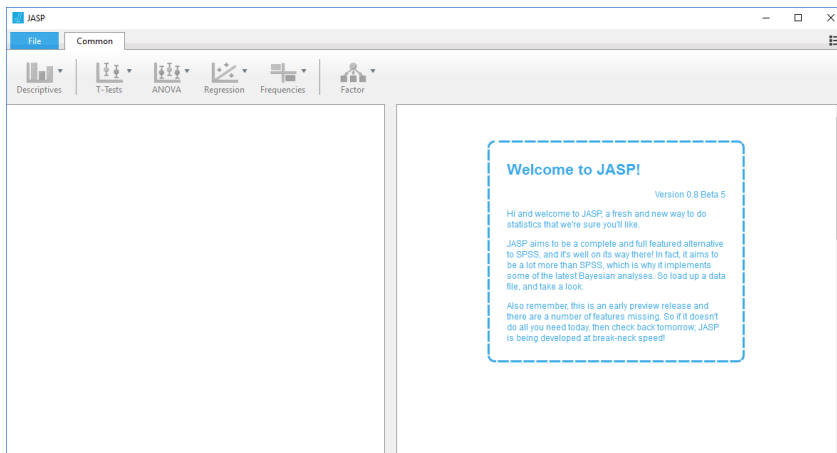 JASP
File Common
Descriptives T-Tests ANOVA Regression Frequencies Factor
Welcome to JASP!
Version 0.8 Beta 5
Hi and welcome to JASP, a fresh and new way to do
statistics that we're sure you'll like.
JASP aims to be a complete and full featured alternative
to SPSS, and it's well on its way there! In fact, it aims to
be a lot more than SPSS, which is why it implements
some of the latest Bayesian analyses. So load up a data
file, and take a look.
Also remember, this is an early preview release and
there are a number of features missing. So if it doesn't
do all you need today, then check back tomorrow; JASP
is being developed at break-neck speed!